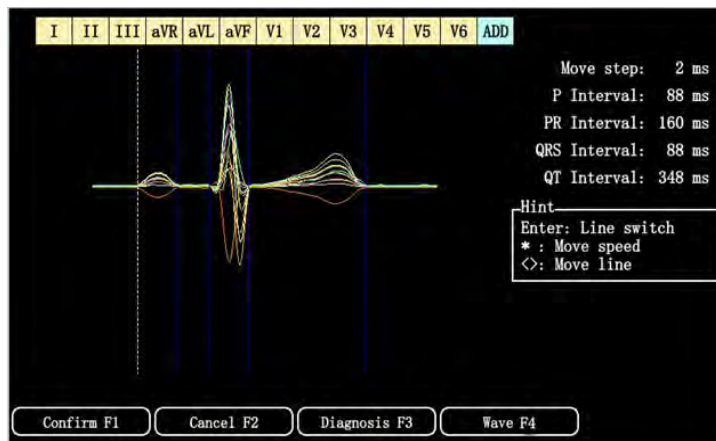 I II III aVR aVL aVF V1 V2 V3 V4 V5 V6 ADD
Move step: 2 ms
P Interval: 88 ms
PR Interval: 160 ms
QRS Interval: 88 ms
QT Interval: 348 ms
Hint
Enter: Line switch
* : Move speed
<>: Move line
Confirm F1 Cancel F2 Diagnosis F3 Wave F4